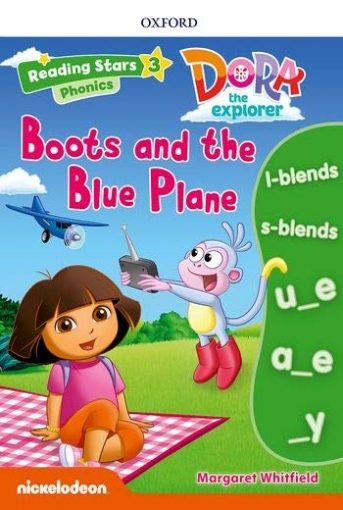 OXFORD
Reading Stars 3
Phonics
DORA
the
explorer
Boots and the
Blue Plane
l-blends
s-blends
u_e
a_e
_y
Margaret Whitfield
nickelodeon